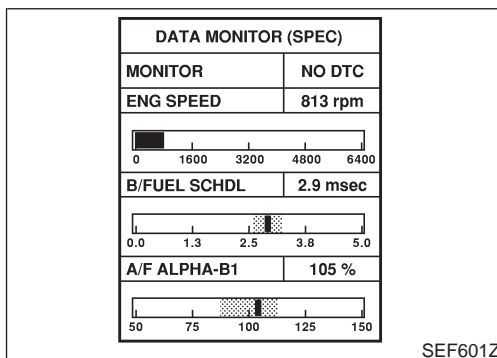 DATA MONITOR (SPEC)
MONITOR NO DTC
ENG SPEED 813 rpm
0 1600 3200 4800 6400
B/FUEL SCHDL 2.9 msec
0.0 1.3 2.5 3.8 5.0
A/F ALPHA-B1 105 %
50 75 100 125 150
SEF601Z